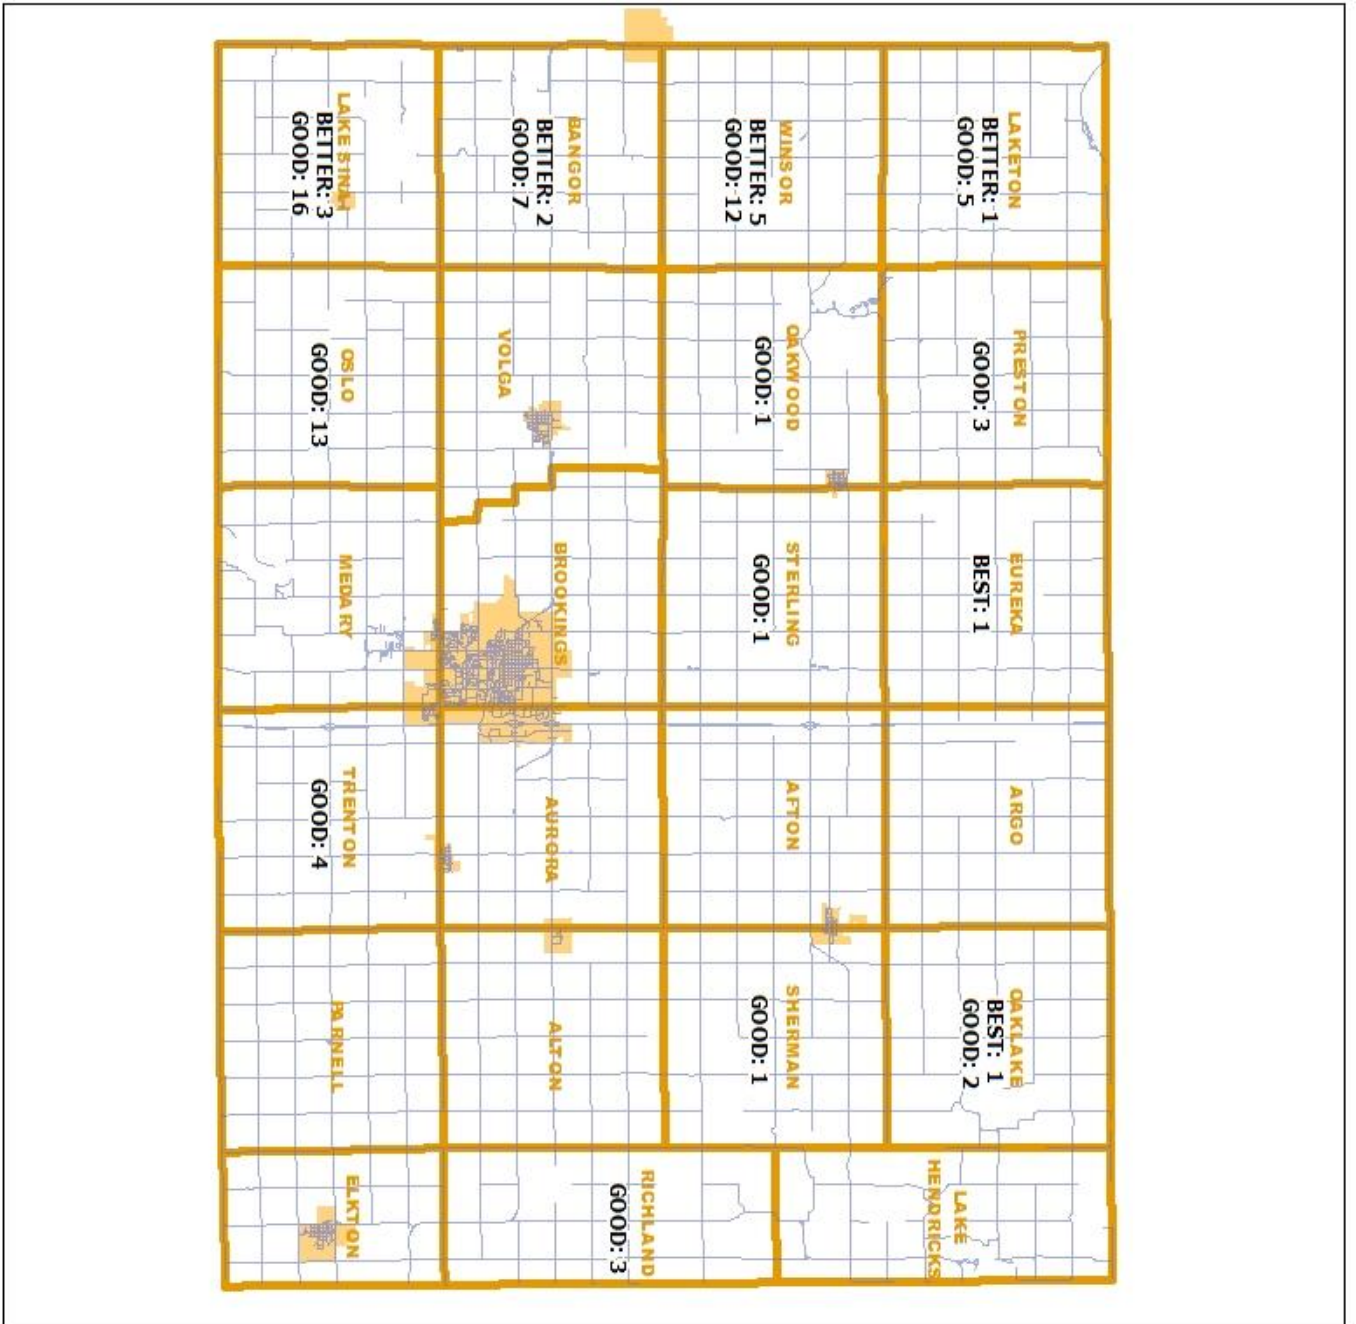 LAKETON
BETTER: 1
GOOD: 5
PRESTON
GOOD: 3
EUREKA
BEST: 1
ARGO
OAKLAKE
BEST: 1
GOOD: 2
LAKE
HENDRICKS
WINSOR
BETTER: 5
GOOD: 12
OAKWOOD
GOOD: 1
STERLING
GOOD: 1
AFTON
SHERMAN
GOOD: 1
BANGOR
BETTER: 2
GOOD: 7
VOLGA
BROOKINGS
AURORA
ALTON
RICHLAND
GOOD: 3
LAKE SINAI
BETTER: 3
GOOD: 16
OSLO
GOOD: 13
MEDARY
TRENTON
GOOD: 4
PARNELL
ELKTON